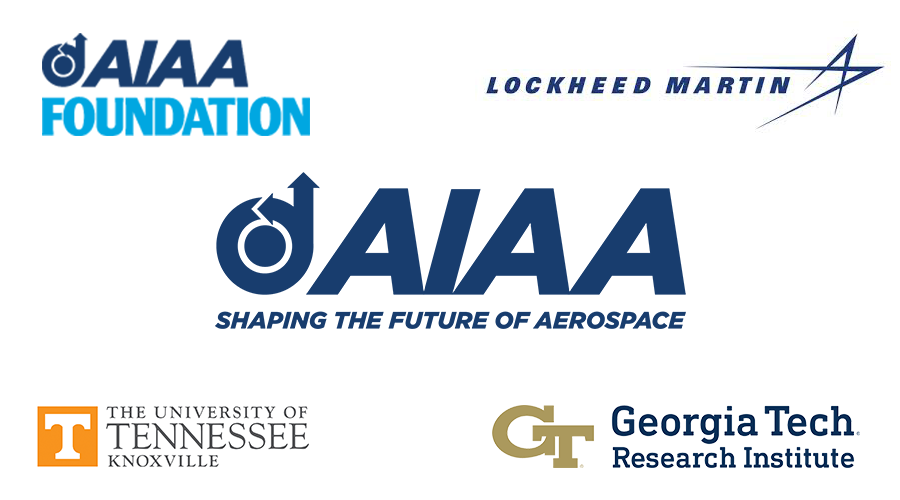 AIAA
FOUNDATION
LOCKHEED MARTIN
AIAA
SHAPING THE FUTURE OF AEROSPACE
T
THE UNIVERSITY OF
TENNESSEE
KNOXVILLE
GT
Georgia Tech
Research Institute